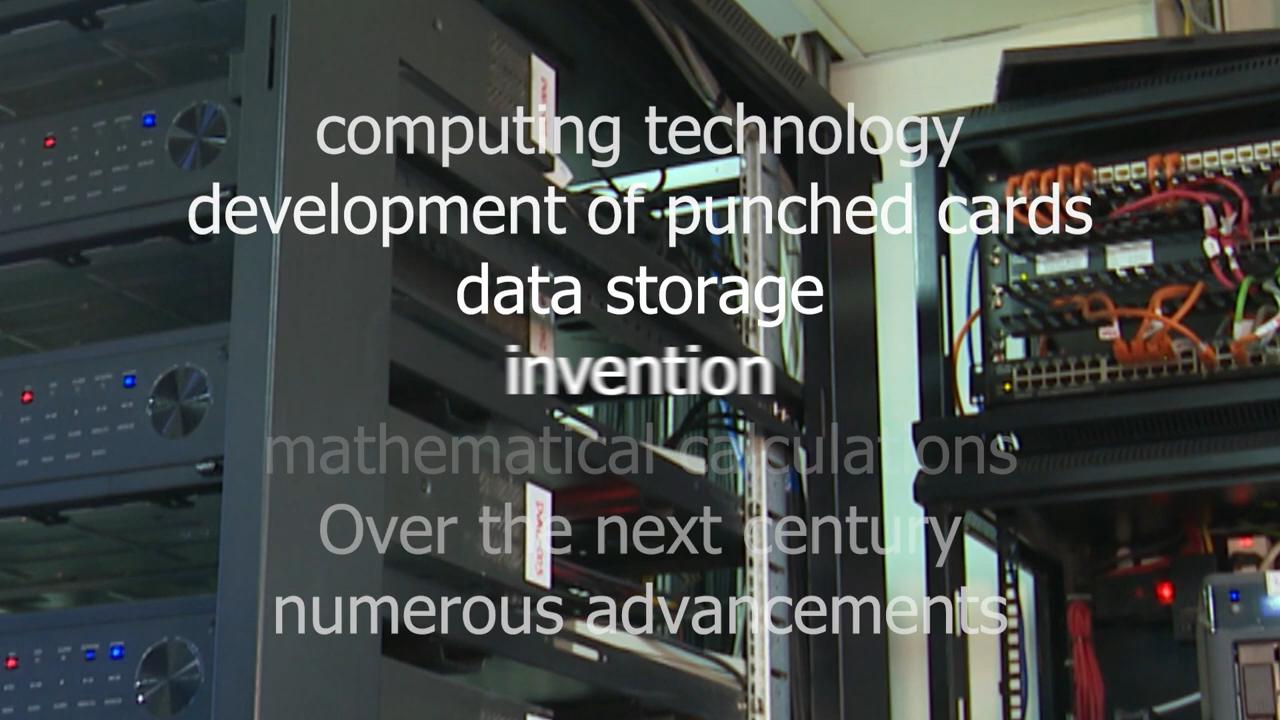 computing technology
development of punched cards
data storage
invention
mathematical calculations
Over the next century
numerous advancements